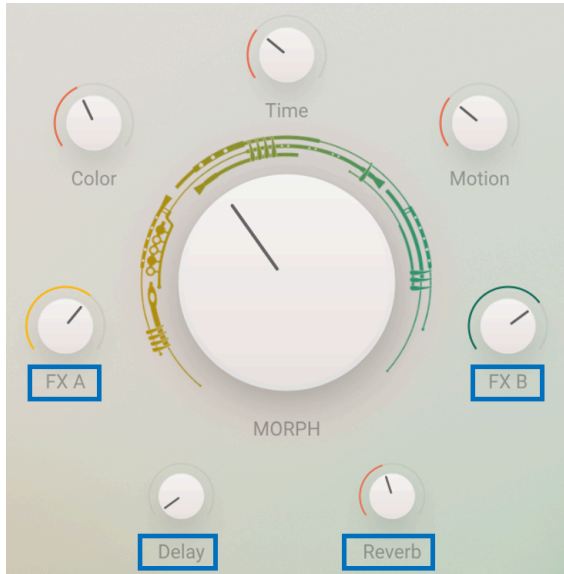 Time
Color
Motion
FX A
FX B
MORPH
Delay
Reverb